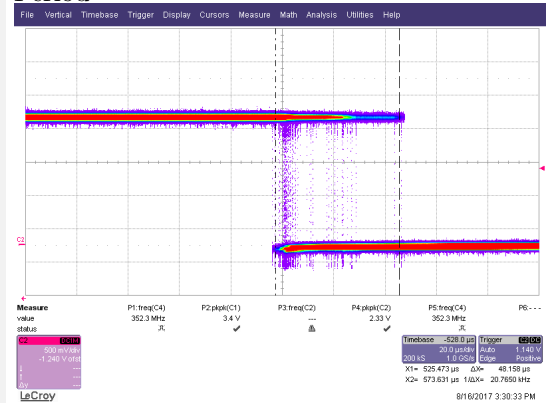 File Vertical Timebase Trigger Display Cursors Measure Math Analysis Utilities Help
C2
Measure P1:freq(C4) P2:pkpk(C1) P3:freq(C2) P4:pkpk(C2) P5:freq(C4) P6:- - -
value 352.3 MHz 3.4 V --- 2.33 V 352.3 MHz
status
C2 DC1M
500 mV/div
-1.240 V ofst
---
---
Δy ---
Timebase -528.0 µs
20.0 µs/div
200 kS 1.0 GS/s
Trigger C2 DC
Auto 1.140 V
Edge Positive
X1= 525.473 µs ΔX= 48.158 µs
X2= 573.631 µs 1/ΔX= 20.7650 kHz
LeCroy
8/16/2017 3:30:33 PM